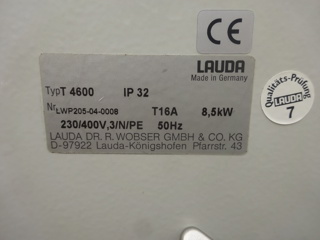 CE
LAUDA
Made in Germany
Typ T 4600 IP 32
Nr. LWP205-04-0008 T16A 8,5kW
230/400V,3/N/PE 50Hz
LAUDA DR. R. WOBSER GMBH & CO. KG
D-97922 Lauda-Königshofen Pfarrstr. 43
Qualitäts-Prüfung
LAUDA
7